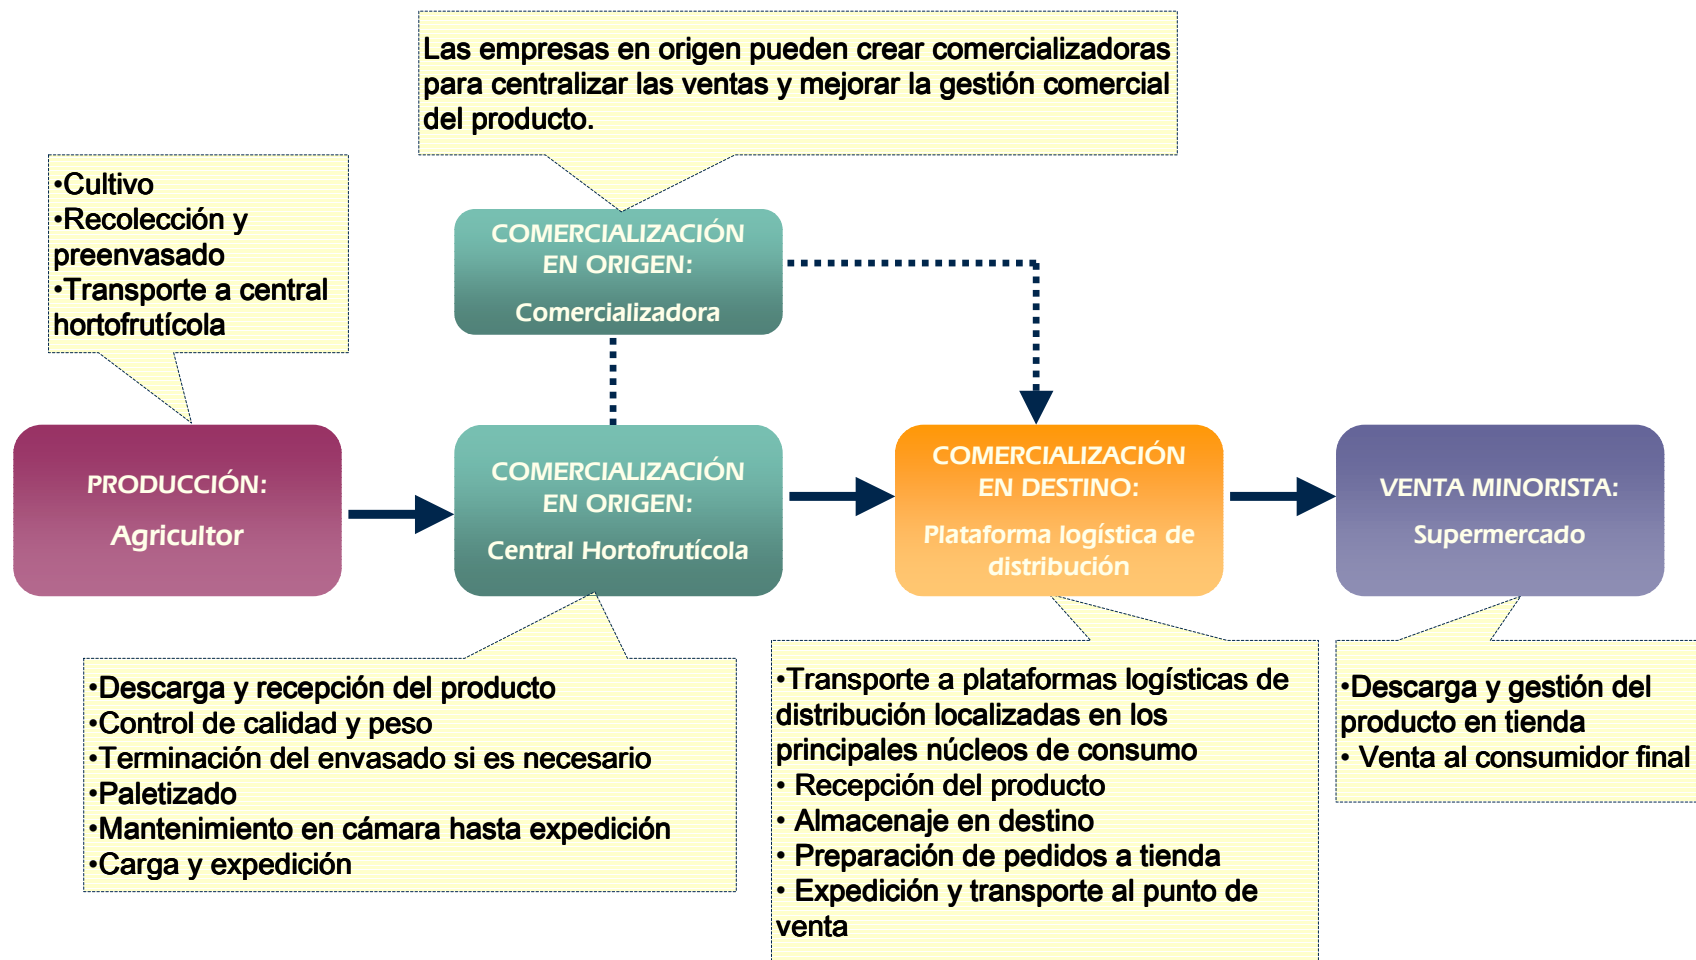 Las empresas en origen pueden crear comercializadoras
para centralizar las ventas y mejorar la gestión comercial
del producto.
•Cultivo
•Recolección y
preenvasado
•Transporte a central
hortofrutícola
COMERCIALIZACIÓN
EN ORIGEN:
Comercializadora
PRODUCCIÓN:
Agricultor
COMERCIALIZACIÓN
EN ORIGEN:
Central Hortofrutícola
COMERCIALIZACIÓN
EN DESTINO:
Plataforma logística de
distribución
VENTA MINORISTA:
Supermercado
•Descarga y recepción del producto
•Control de calidad y peso
•Terminación del envasado si es necesario
•Paletizado
•Mantenimiento en cámara hasta expedición
•Carga y expedición
•Transporte a plataformas logísticas de
distribución localizadas en los
principales núcleos de consumo
• Recepción del producto
• Almacenaje en destino
• Preparación de pedidos a tienda
• Expedición y transporte al punto de
venta
•Descarga y gestión del
producto en tienda
• Venta al consumidor final